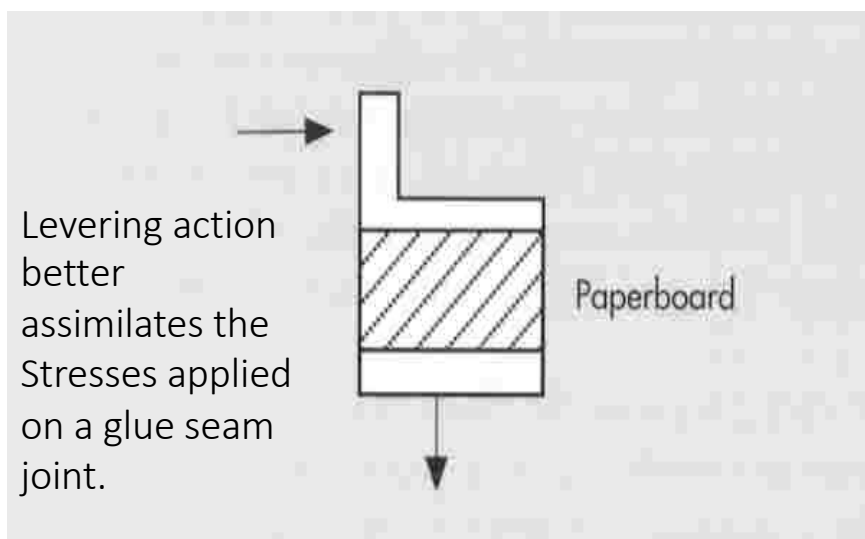 Levering action
better
assimilates the
Stresses applied
on a glue seam
joint.
Paperboard